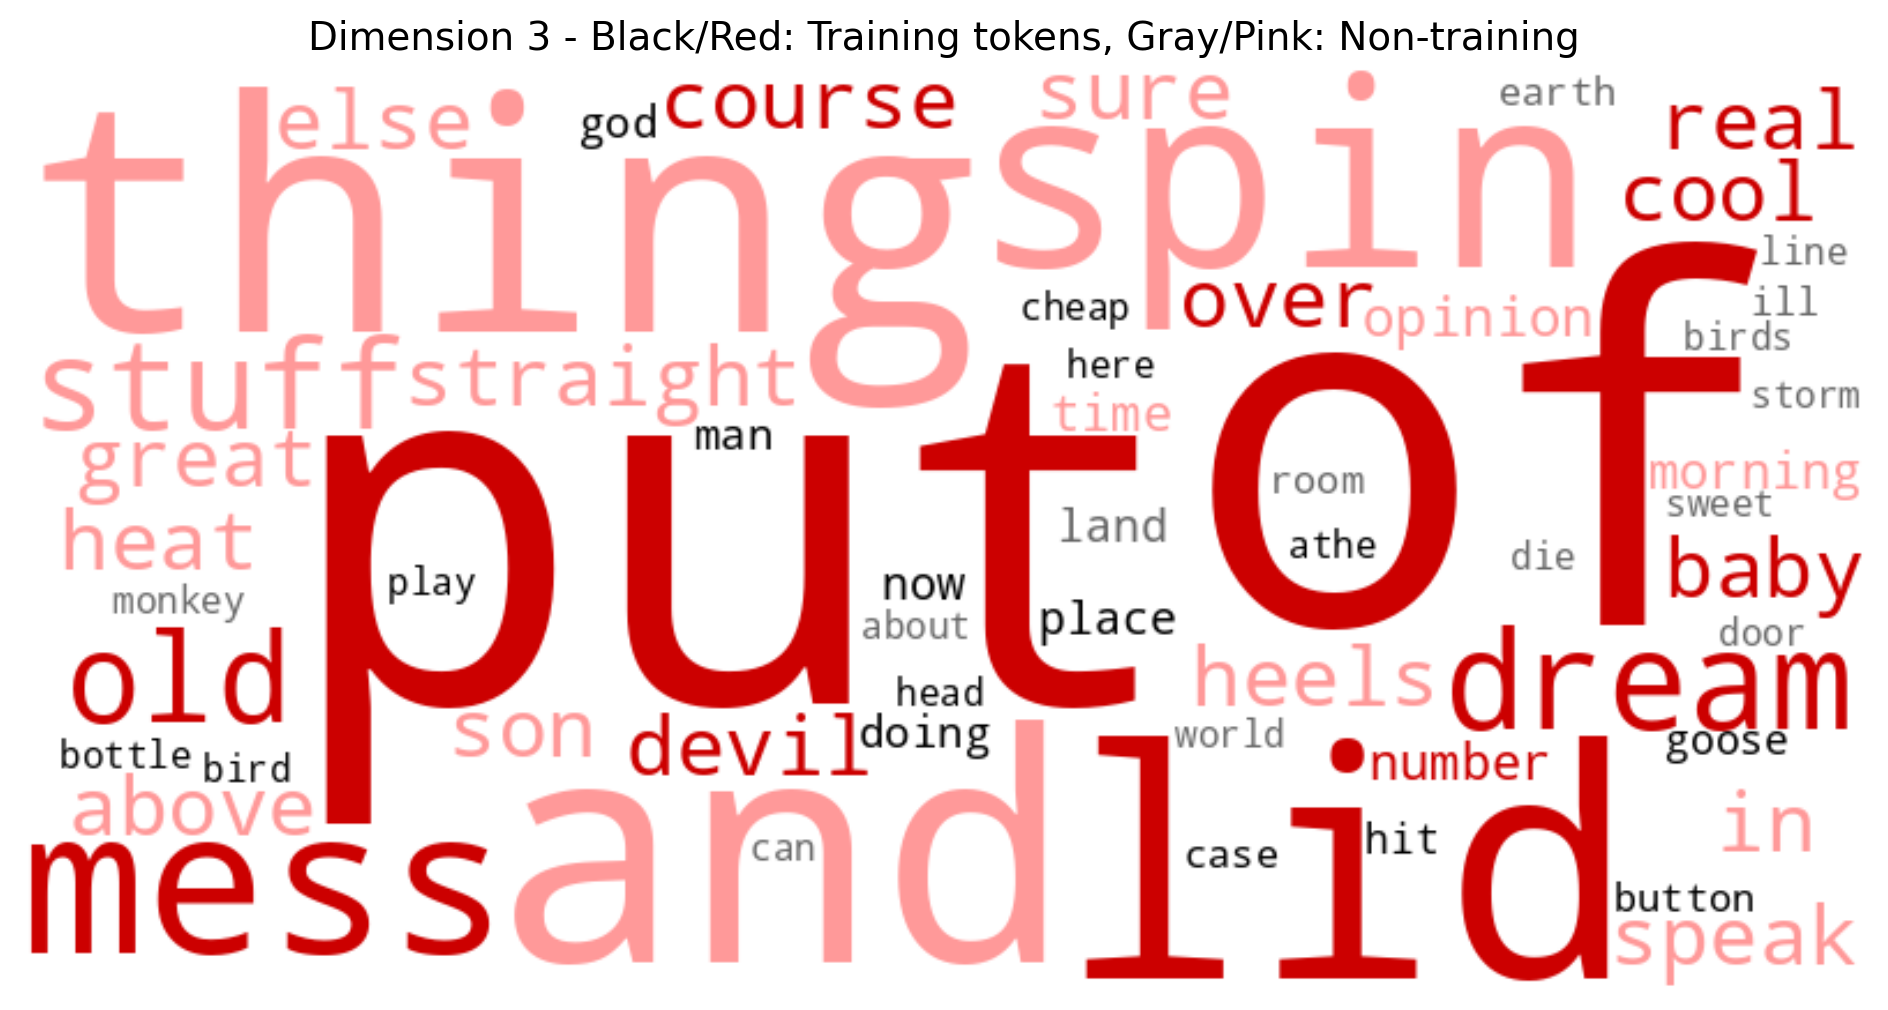 Dimension 3 - Black/Red: Training tokens, Gray/Pink: Non-training
thing
else
god
course
sure
spin
earth
real
cool
line
ill
birds
storm
cheap
over
opinion
of
stuff
straight
here
time
great
man
put
room
morning
sweet
heat
land
athe
die
baby
monkey
play
now
about
place
door
old
head
heels
dream
son
devil
doing
world
goose
bottle
bird
number
above
and
lid
in
mess
can
case
hit
button
speak